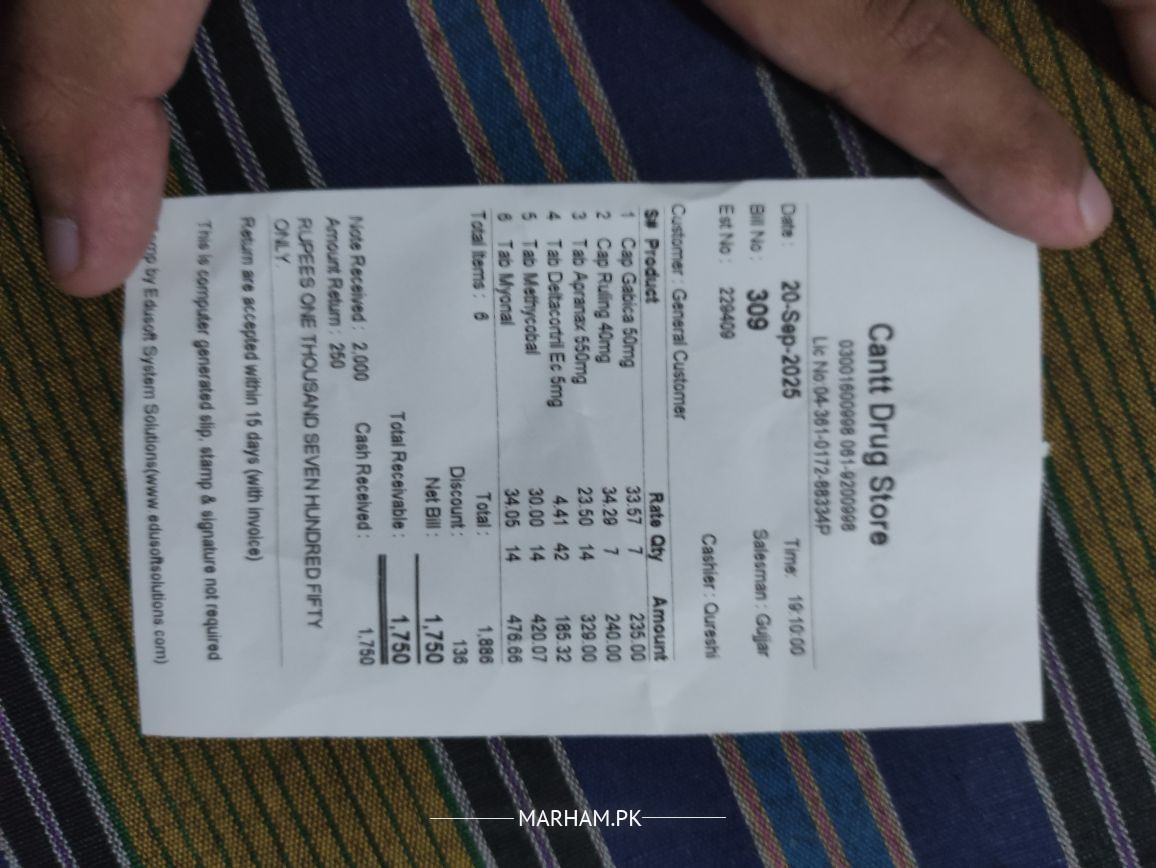 Cantt Drug Store
03001600998 061-9200998
Lic No:04-361-0172-88334P
Date : 20-Sep-2025 Time: 19:10:00
Bill No : 309 Salesman : Gujjar
Est No : 229409 Cashier : Qureshi
Customer : General Customer
S# Product Rate Qty Amount
1 Cap Gabica 50mg 33.57 7 235.00
2 Cap Ruling 40mg 34.29 7 240.00
3 Tab Apranax 550mg 23.50 14 329.00
4 Tab Deltacortril Ec 5mg 4.41 42 185.32
5 Tab Methycobal 30.00 14 420.07
6 Tab Myonal 34.05 14 476.66
Total Items : 6 Total : 1,886
Discount : 136
Net Bill : 1,750
Total Receivable : 1,750
Note Received : 2,000 Cash Received : 1,750
Amount Return : 250
RUPEES ONE THOUSAND SEVEN HUNDRED FIFTY
ONLY.
Return are accepted within 15 days (with invoice)
This is computer generated slip, stamp & signature not required
by Edusoft System Solutions(www.edusoftsolutions.com)
MARHAM.PK